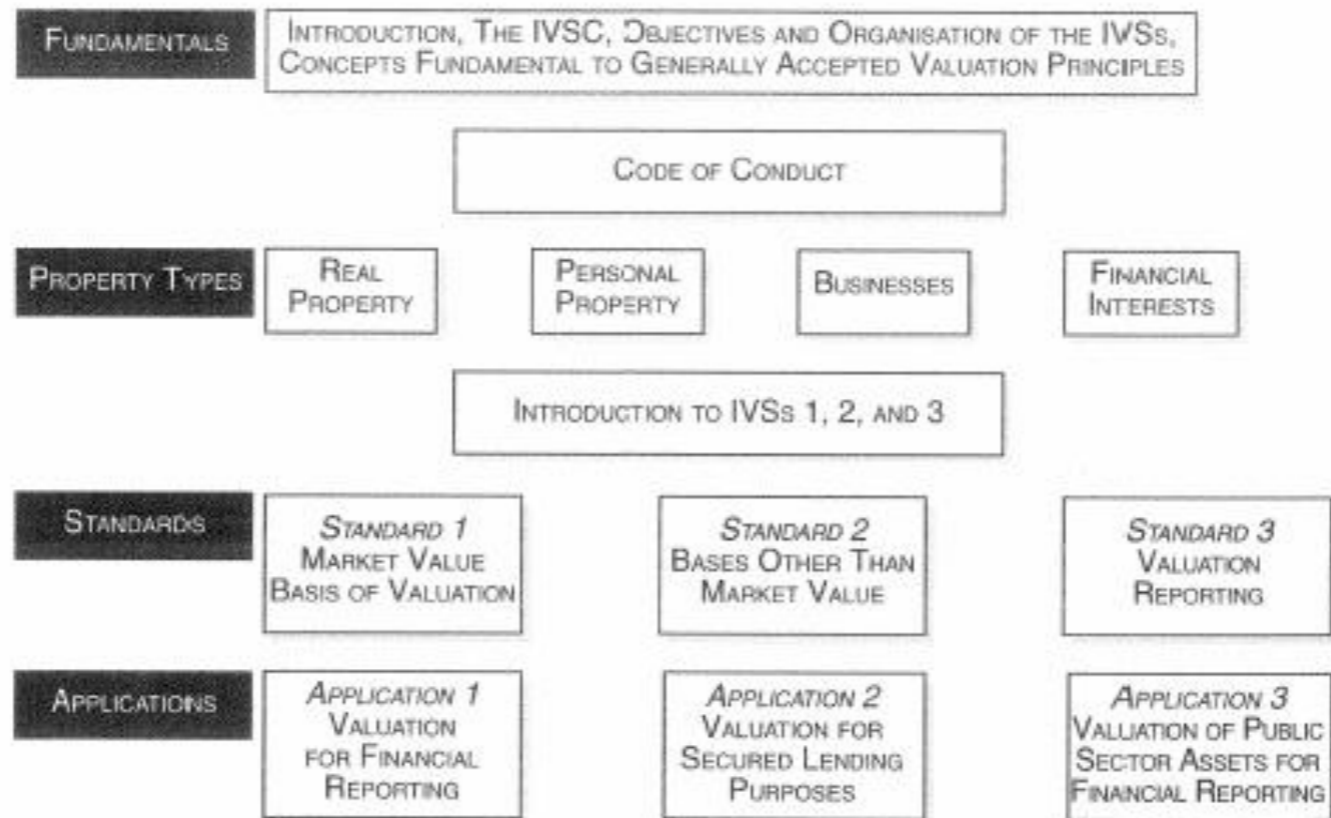 FUNDAMENTALS
INTRODUCTION, THE IVSC, OBJECTIVES AND ORGANISATION OF THE IVSs,
CONCEPTS FUNDAMENTAL TO GENERALLY ACCEPTED VALUATION PRINCIPLES
CODE OF CONDUCT
PROPERTY TYPES
REAL
PROPERTY
PERSONAL
PROPERTY
BUSINESSES
FINANCIAL
INTERESTS
INTRODUCTION TO IVSs 1, 2, AND 3
STANDARDS
STANDARD 1
MARKET VALUE
BASIS OF VALUATION
STANDARD 2
BASES OTHER THAN
MARKET VALUE
STANDARD 3
VALUATION
REPORTING
APPLICATIONS
APPLICATION 1
VALUATION
FOR FINANCIAL
REPORTING
APPLICATION 2
VALUATION FOR
SECURED LENDING
PURPOSES
APPLICATION 3
VALUATION OF PUBLIC
SECTOR ASSETS FOR
FINANCIAL REPORTING